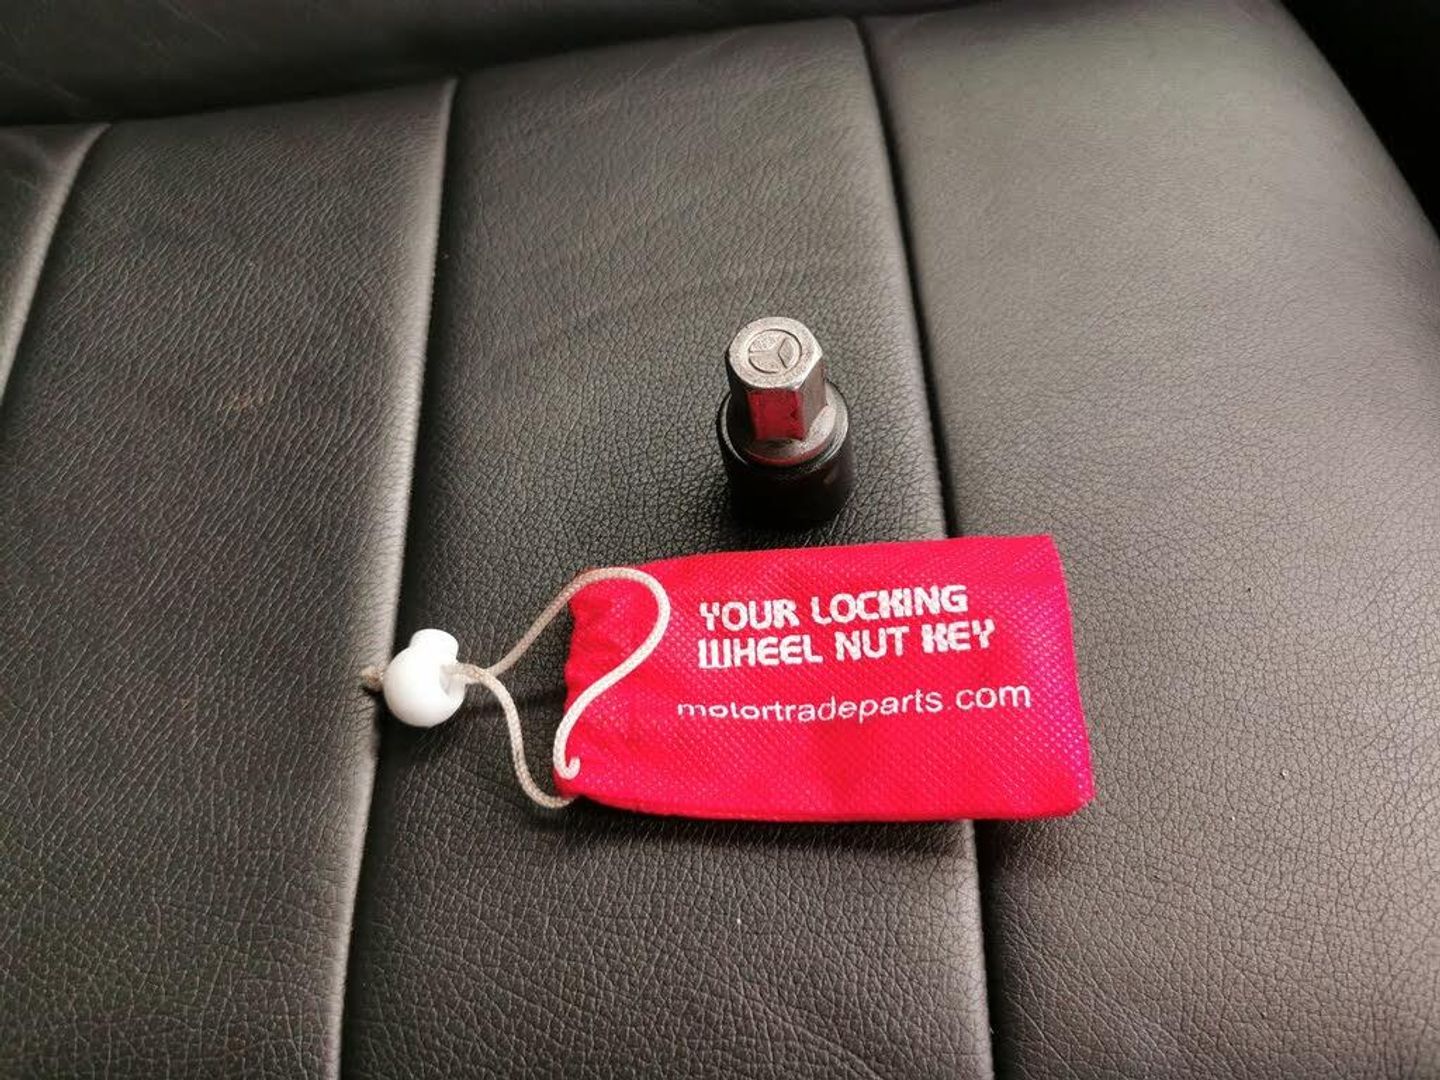 YOUR LOCKING
WHEEL NUT KEY
motortradeparts com